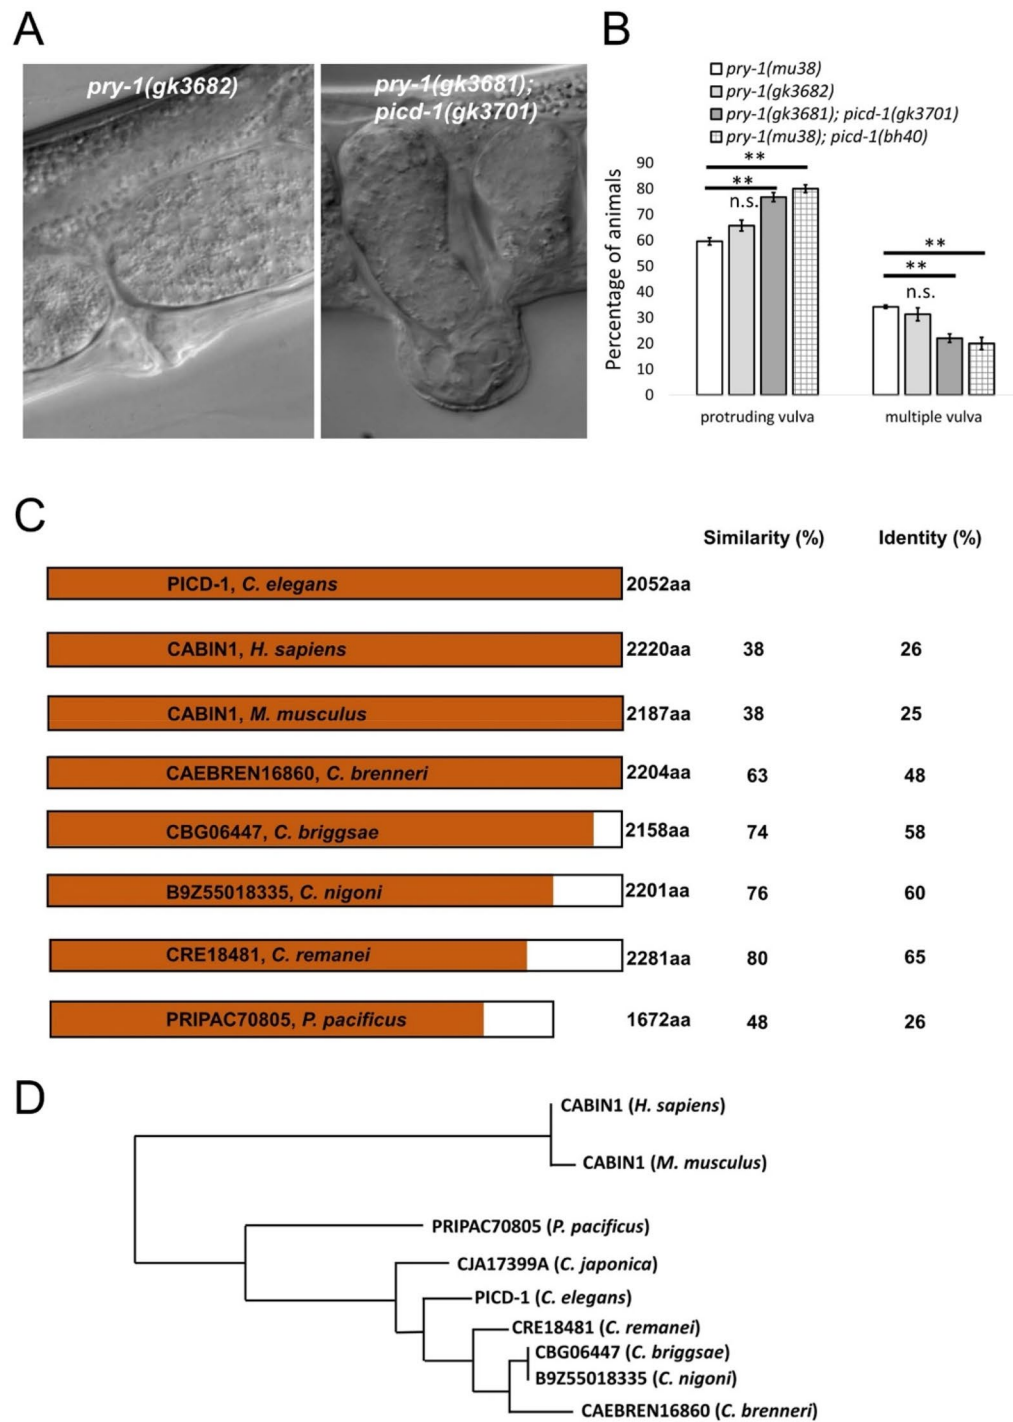 A
pry-1(gk3682)
pry-1(gk3681);
picd-1(gk3701)
B
pry-1(mu38)
pry-1(gk3682)
pry-1(gk3681); picd-1(gk3701)
pry-1(mu38); picd-1(bh40)
Percentage of animals
90
80
70
60
50
40
30
20
10
0
**
**
n.s.
**
**
n.s.
protruding vulva
multiple vulva
C
Similarity (%) Identity (%)
PICD-1, C. elegans 2052aa
CABIN1, H. sapiens 2220aa 38 26
CABIN1, M. musculus 2187aa 38 25
CAEBREN16860, C. brenneri 2204aa 63 48
CBG06447, C. briggsae 2158aa 74 58
B9Z55018335, C. nigoni 2201aa 76 60
CRE18481, C. remanei 2281aa 80 65
PRIPAC70805, P. pacificus 1672aa 48 26
D
CABIN1 (H. sapiens)
CABIN1 (M. musculus)
PRIPAC70805 (P. pacificus)
CJA17399A (C. japonica)
PICD-1 (C. elegans)
CRE18481 (C. remanei)
CBG06447 (C. briggsae)
B9Z55018335 (C. nigoni)
CAEBREN16860 (C. brenneri)